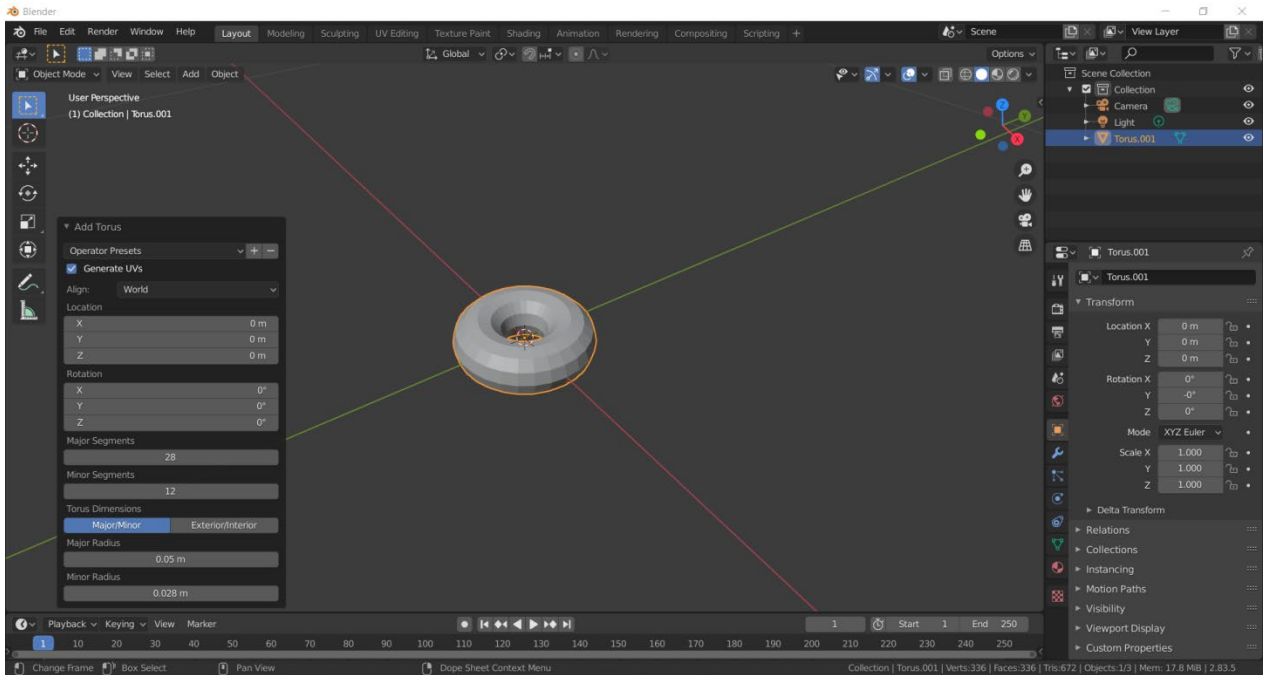 Blender
File Edit Render Window Help Layout Modeling Sculpting UV Editing Texture Paint Shading Animation Rendering Compositing Scripting + Scene View Layer
Global Options
Object Mode View Select Add Object
User Perspective
(1) Collection | Torus.001
Z
Y
X
Add Torus
Operator Presets
Generate UVs
Align: World
Location
X 0 m
Y 0 m
Z 0 m
Rotation
X 0°
Y 0°
Z 0°
Major Segments
28
Minor Segments
12
Torus Dimensions
Major/Minor Exterior/Interior
Major Radius
0.05 m
Minor Radius
0.028 m
Scene Collection
Collection
Camera
Light
Torus.001
Torus.001
Torus.001
Transform
Location X 0 m
Y 0 m
Z 0 m
Rotation X 0°
Y -0°
Z 0°
Mode XYZ Euler
Scale X 1.000
Y 1.000
Z 1.000
Delta Transform
Relations
Collections
Instancing
Motion Paths
Visibility
Viewport Display
Custom Properties
Playback Keying View Marker 1 Start 1 End 250
1 10 20 30 40 50 60 70 80 90 100 110 120 130 140 150 160 170 180 190 200 210 220 230 240 250
Change Frame Box Select Pan View Dope Sheet Context Menu Collection | Torus.001 | Verts:336 | Faces:336 | Tris:672 | Objects:1/3 | Mem: 17.8 MiB | 2.83.5